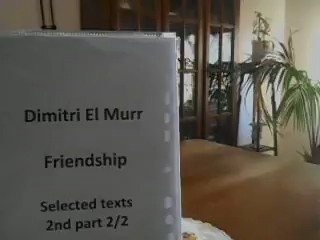 Dimitri El Murr
Friendship
Selected texts
2nd part 2/2